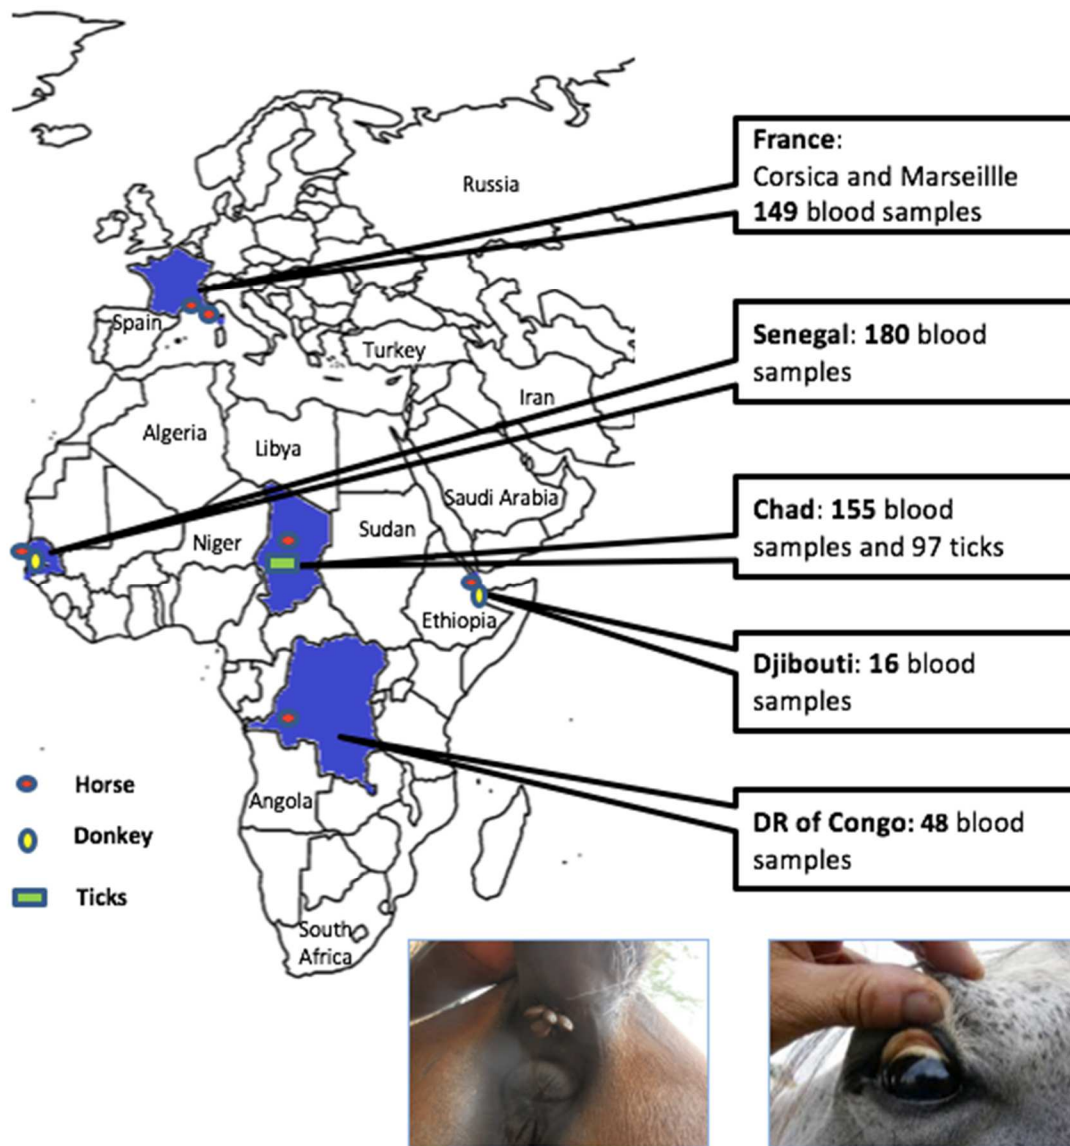 France:
Corsica and Marseillle
149 blood samples
Russia
Spain
Turkey
Senegal: 180 blood
samples
Iran
Algeria
Libya
Saudi Arabia
Chad: 155 blood
samples and 97 ticks
Sudan
Niger
Ethiopia
Djibouti: 16 blood
samples
Horse
Angola
DR of Congo: 48 blood
samples
Donkey
Ticks
South
Africa